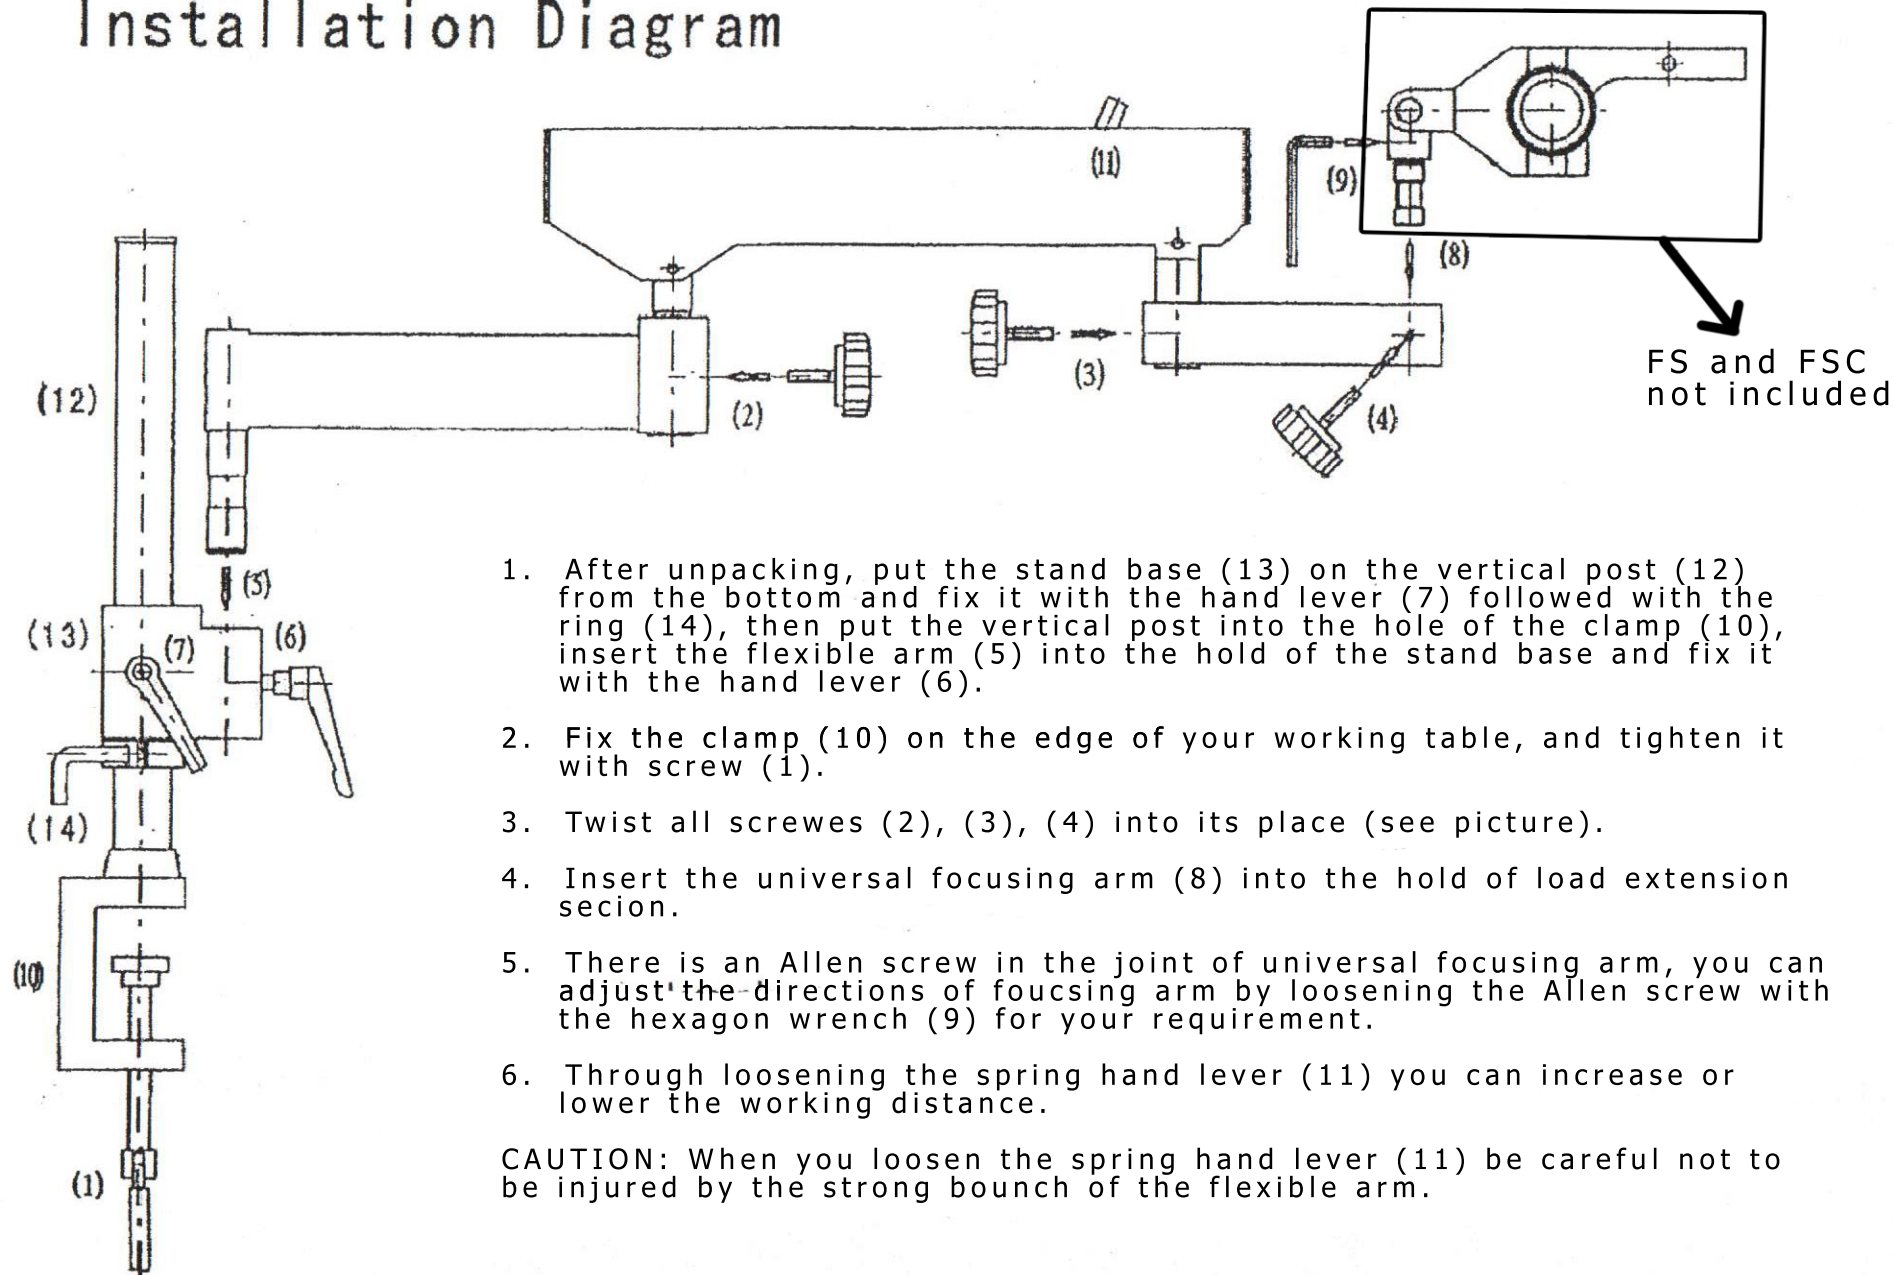 Installation Diagram
(11)
(9)
(8)
(12)
(2)
(3)
(4)
FS and FSC
not included
(5)
(13)
(7)
(6)
(14)
(10)
(1)
1. After unpacking, put the stand base (13) on the vertical post (12)
from the bottom and fix it with the hand lever (7) followed with the
ring (14), then put the vertical post into the hole of the clamp (10),
insert the flexible arm (5) into the hold of the stand base and fix it
with the hand lever (6).
2. Fix the clamp (10) on the edge of your working table, and tighten it
with screw (1).
3. Twist all screwes (2), (3), (4) into its place (see picture).
4. Insert the universal focusing arm (8) into the hold of load extension
secion.
5. There is an Allen screw in the joint of universal focusing arm, you can
adjust the directions of foucsing arm by loosening the Allen screw with
the hexagon wrench (9) for your requirement.
6. Through loosening the spring hand lever (11) you can increase or
lower the working distance.
CAUTION: When you loosen the spring hand lever (11) be careful not to
be injured by the strong bounch of the flexible arm.